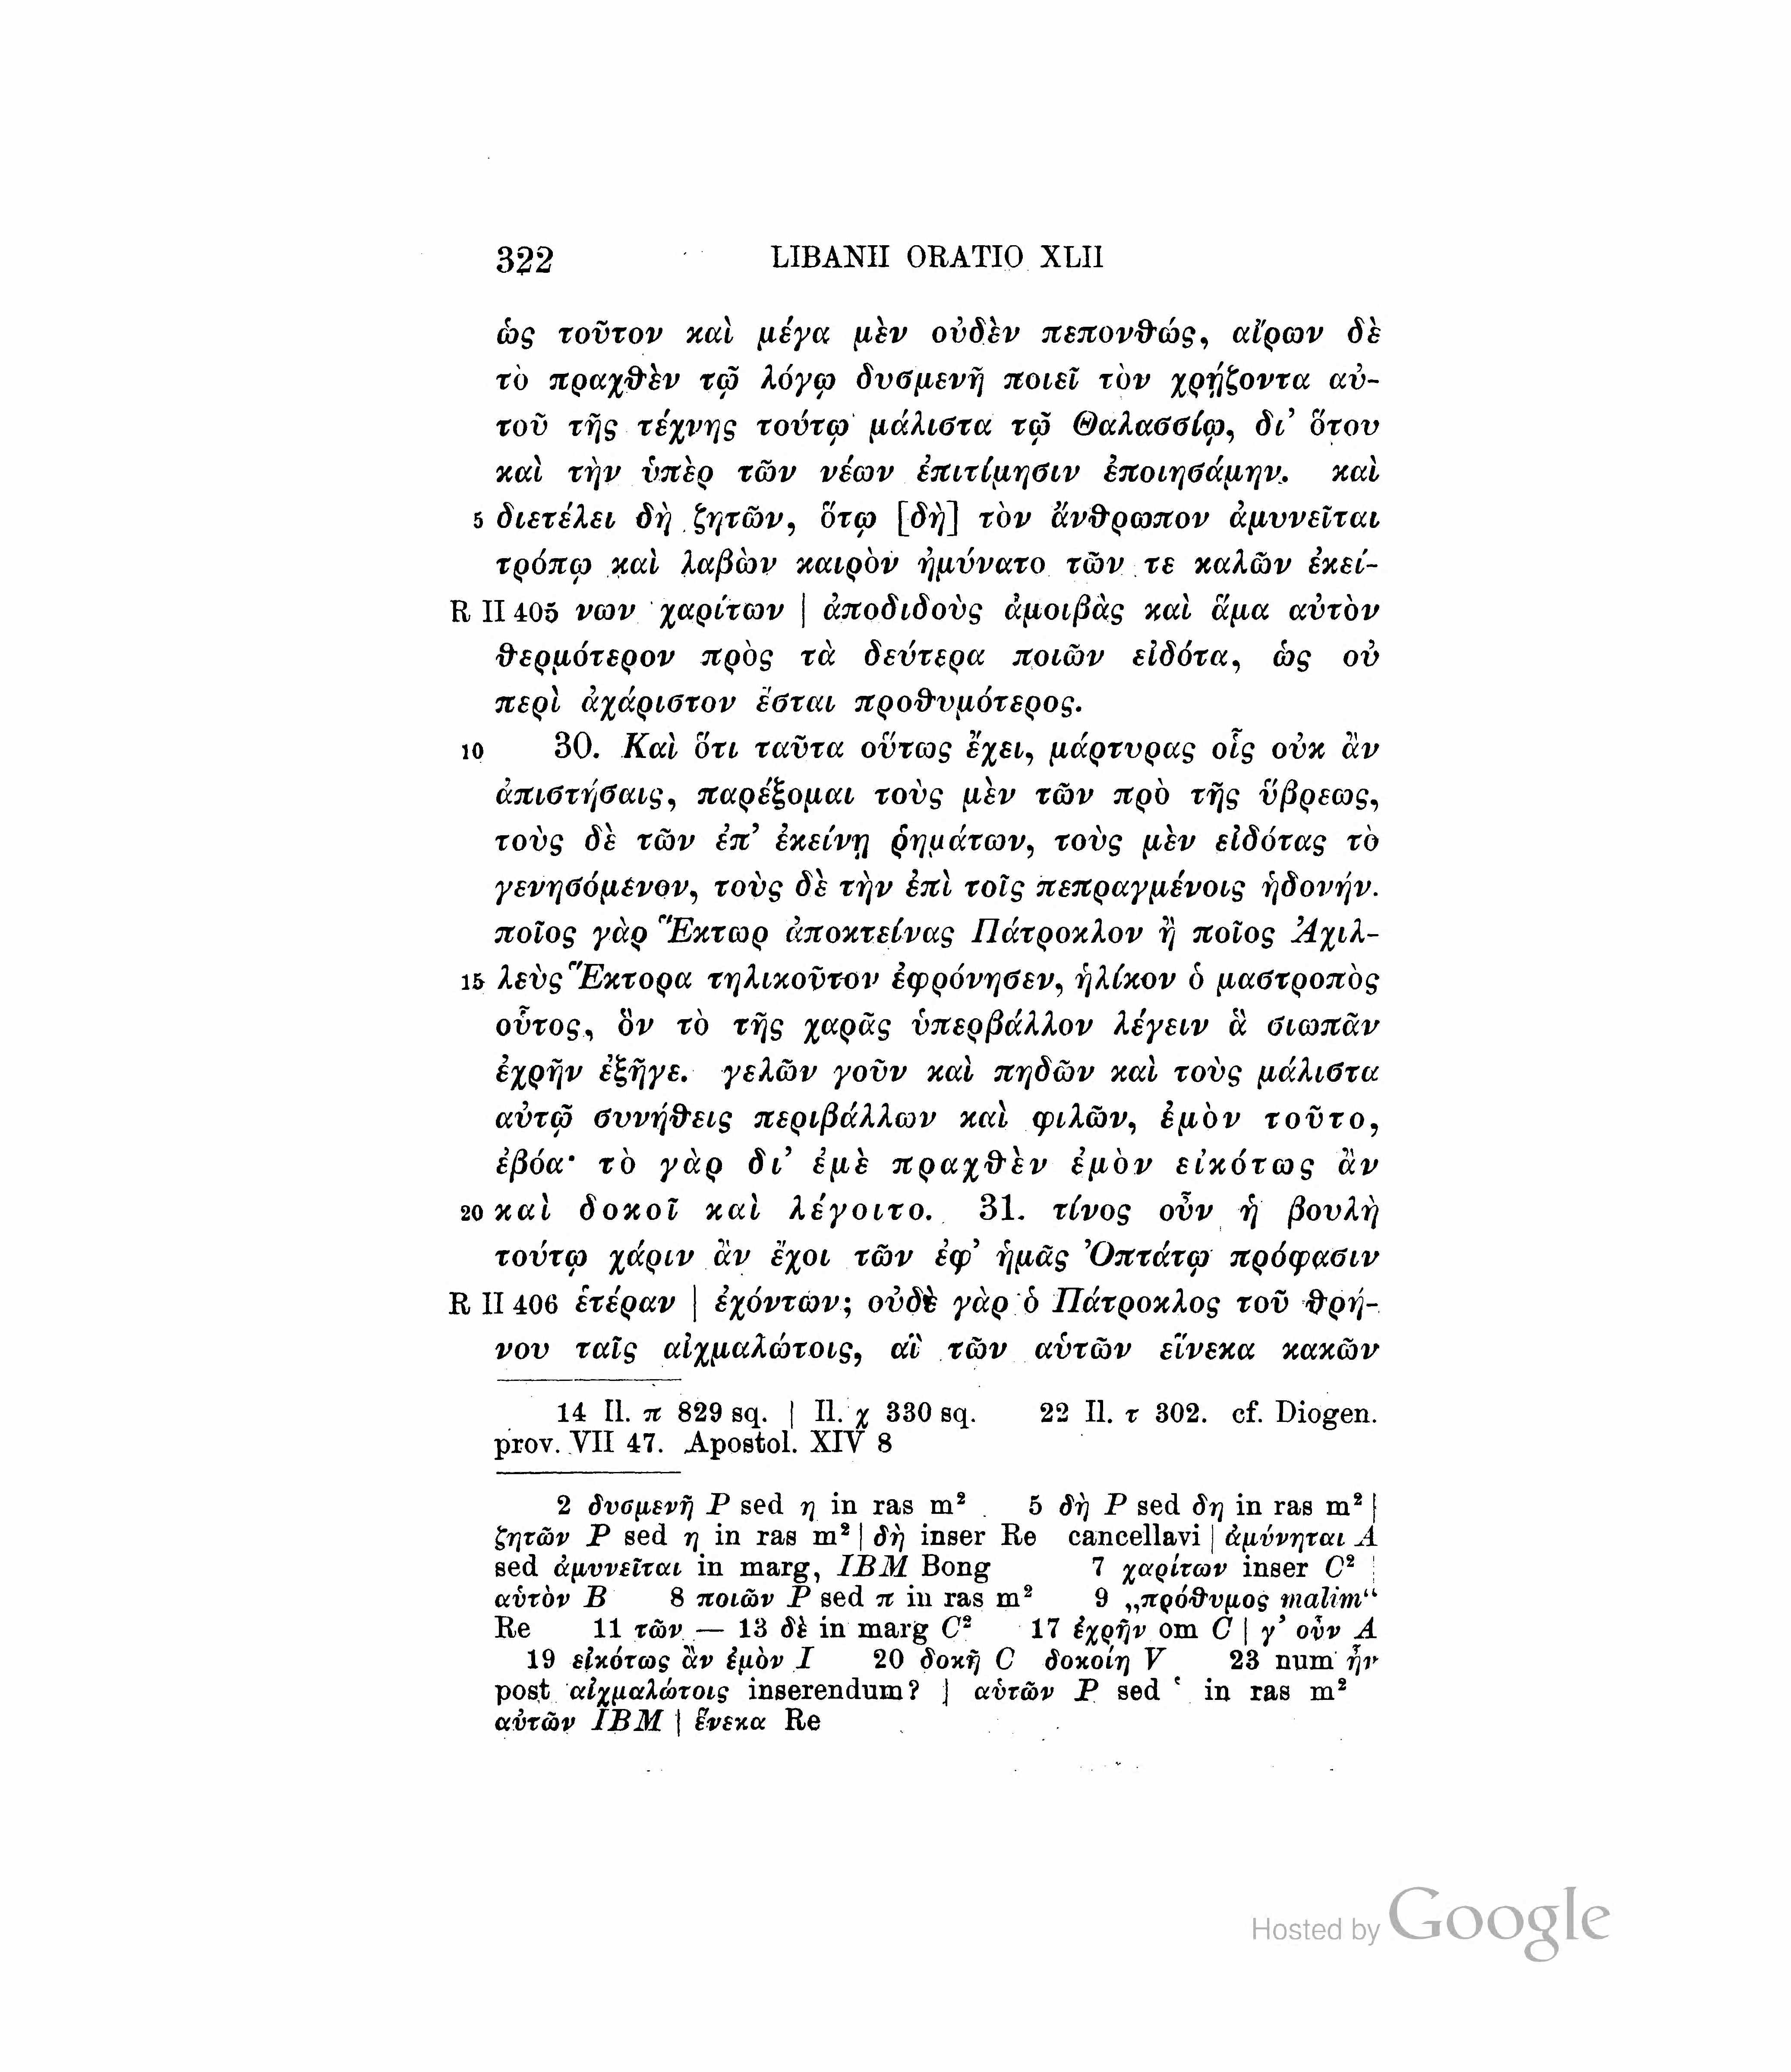 322 LIBANII ORATIO XLII
ὡς τοῦτον καὶ μέγα μὲν οὐδὲν πεπονθώς, αἴρων δὲ
τὸ πραχθὲν τῷ λόγῳ δυσμενῆ ποιεῖ τὸν χρῄζοντα αὐ-
τοῦ τῆς τέχνης τούτῳ μάλιστα τῷ Θαλασσίῳ, δι’ ὅτου
καὶ τὴν ὑπὲρ τῶν νέων ἐπιτίμησιν ἐποιησάμην. καὶ
5 διετέλει δὴ ζητῶν, ὅτῳ [δὴ] τὸν ἄνθρωπον ἀμυνεῖται
τρόπῳ καὶ λαβὼν καιρὸν ἠμύνατο τῶν τε καλῶν ἐκεί-
R II 405 νων χαρίτων | ἀποδιδοὺς ἀμοιβὰς καὶ ἅμα αὐτὸν
θερμότερον πρὸς τὰ δεύτερα ποιῶν εἰδότα, ὡς οὐ
περὶ ἀχάριστον ἔσται προθυμότερος.
10 30. Καὶ ὅτι ταῦτα οὕτως ἔχει, μάρτυρας οἷς οὐκ ἂν
ἀπιστήσαις, παρέξομαι τοὺς μὲν τῶν πρὸ τῆς ὕβρεως,
τοὺς δὲ τῶν ἐπ’ ἐκείνῃ ῥημάτων, τοὺς μὲν εἰδότας τὸ
γενησόμενον, τοὺς δὲ τὴν ἐπὶ τοῖς πεπραγμένοις ἡδονήν.
ποῖος γὰρ Ἕκτωρ ἀποκτείνας Πάτροκλον ἢ ποῖος Ἀχιλ-
15 λεὺς Ἕκτορα τηλικοῦτον ἐφρόνησεν, ἡλίκον ὁ μαστροπὸς
οὗτος, ὃν τὸ τῆς χαρᾶς ὑπερβάλλον λέγειν ἃ σιωπᾶν
ἐχρῆν ἐξῆγε. γελῶν γοῦν καὶ πηδῶν καὶ τοὺς μάλιστα
αὐτῷ συνήθεις περιβάλλων καὶ φιλῶν, ἐμὸν τοῦτο,
ἐβόα· τὸ γὰρ δι’ ἐμὲ πραχθὲν ἐμὸν εἰκότως ἂν
20 καὶ δοκοῖ καὶ λέγοιτο. 31. τίνος οὖν ἡ βουλὴ
τούτῳ χάριν ἂν ἔχοι τῶν ἐφ’ ἡμᾶς Ὀπτάτῳ πρόφασιν
R II 406 ἑτέραν | ἐχόντων; οὐδὲ γὰρ ὁ Πάτροκλος τοῦ θρή-
νου ταῖς αἰχμαλώτοις, αἳ τῶν αὑτῶν εἵνεκα κακῶν
14 Il. π 829 sq. | Il. χ 330 sq. 22 Il. τ 302. cf. Diogen.
prov. VII 47. Apostol. XIV 8
2 δυσμενῆ P sed η in ras m² 5 δὴ P sed δη in ras m² |
ζητῶν P sed η in ras m² | δὴ inser Re cancellavi | ἀμύνηται A
sed ἀμυνεῖται in marg, IBM Bong 7 χαρίτων inser C² |
αὑτὸν B 8 ποιῶν P sed π in ras m² 9 „πρόθυμος malim“
Re 11 τῶν — 13 δὲ in marg C² 17 ἐχρῆν om C | γ’ οὖν A
19 εἰκότως ἂν ἐμὸν I 20 δοκῇ C δοκοίη V 23 num ἦν
post αἰχμαλώτοις inserendum? | αὑτῶν P sed ‛ in ras m²
αὐτῶν IBM | ἕνεκα Re
Hosted by Google